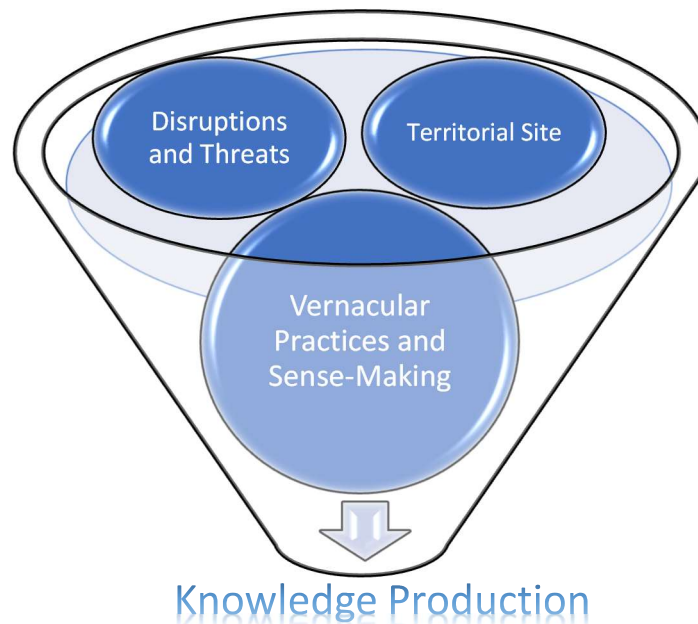 Disruptions
and Threats
Territorial Site
Vernacular
Practices and
Sense-Making
Knowledge Production